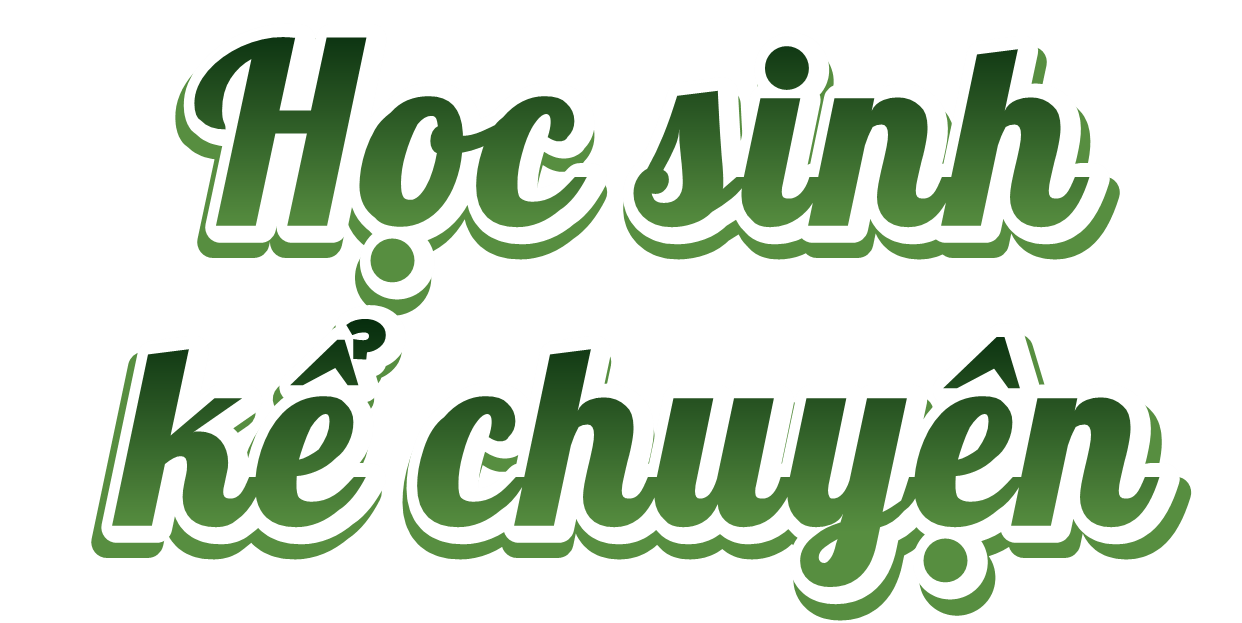 Học sinh
kể chuyện